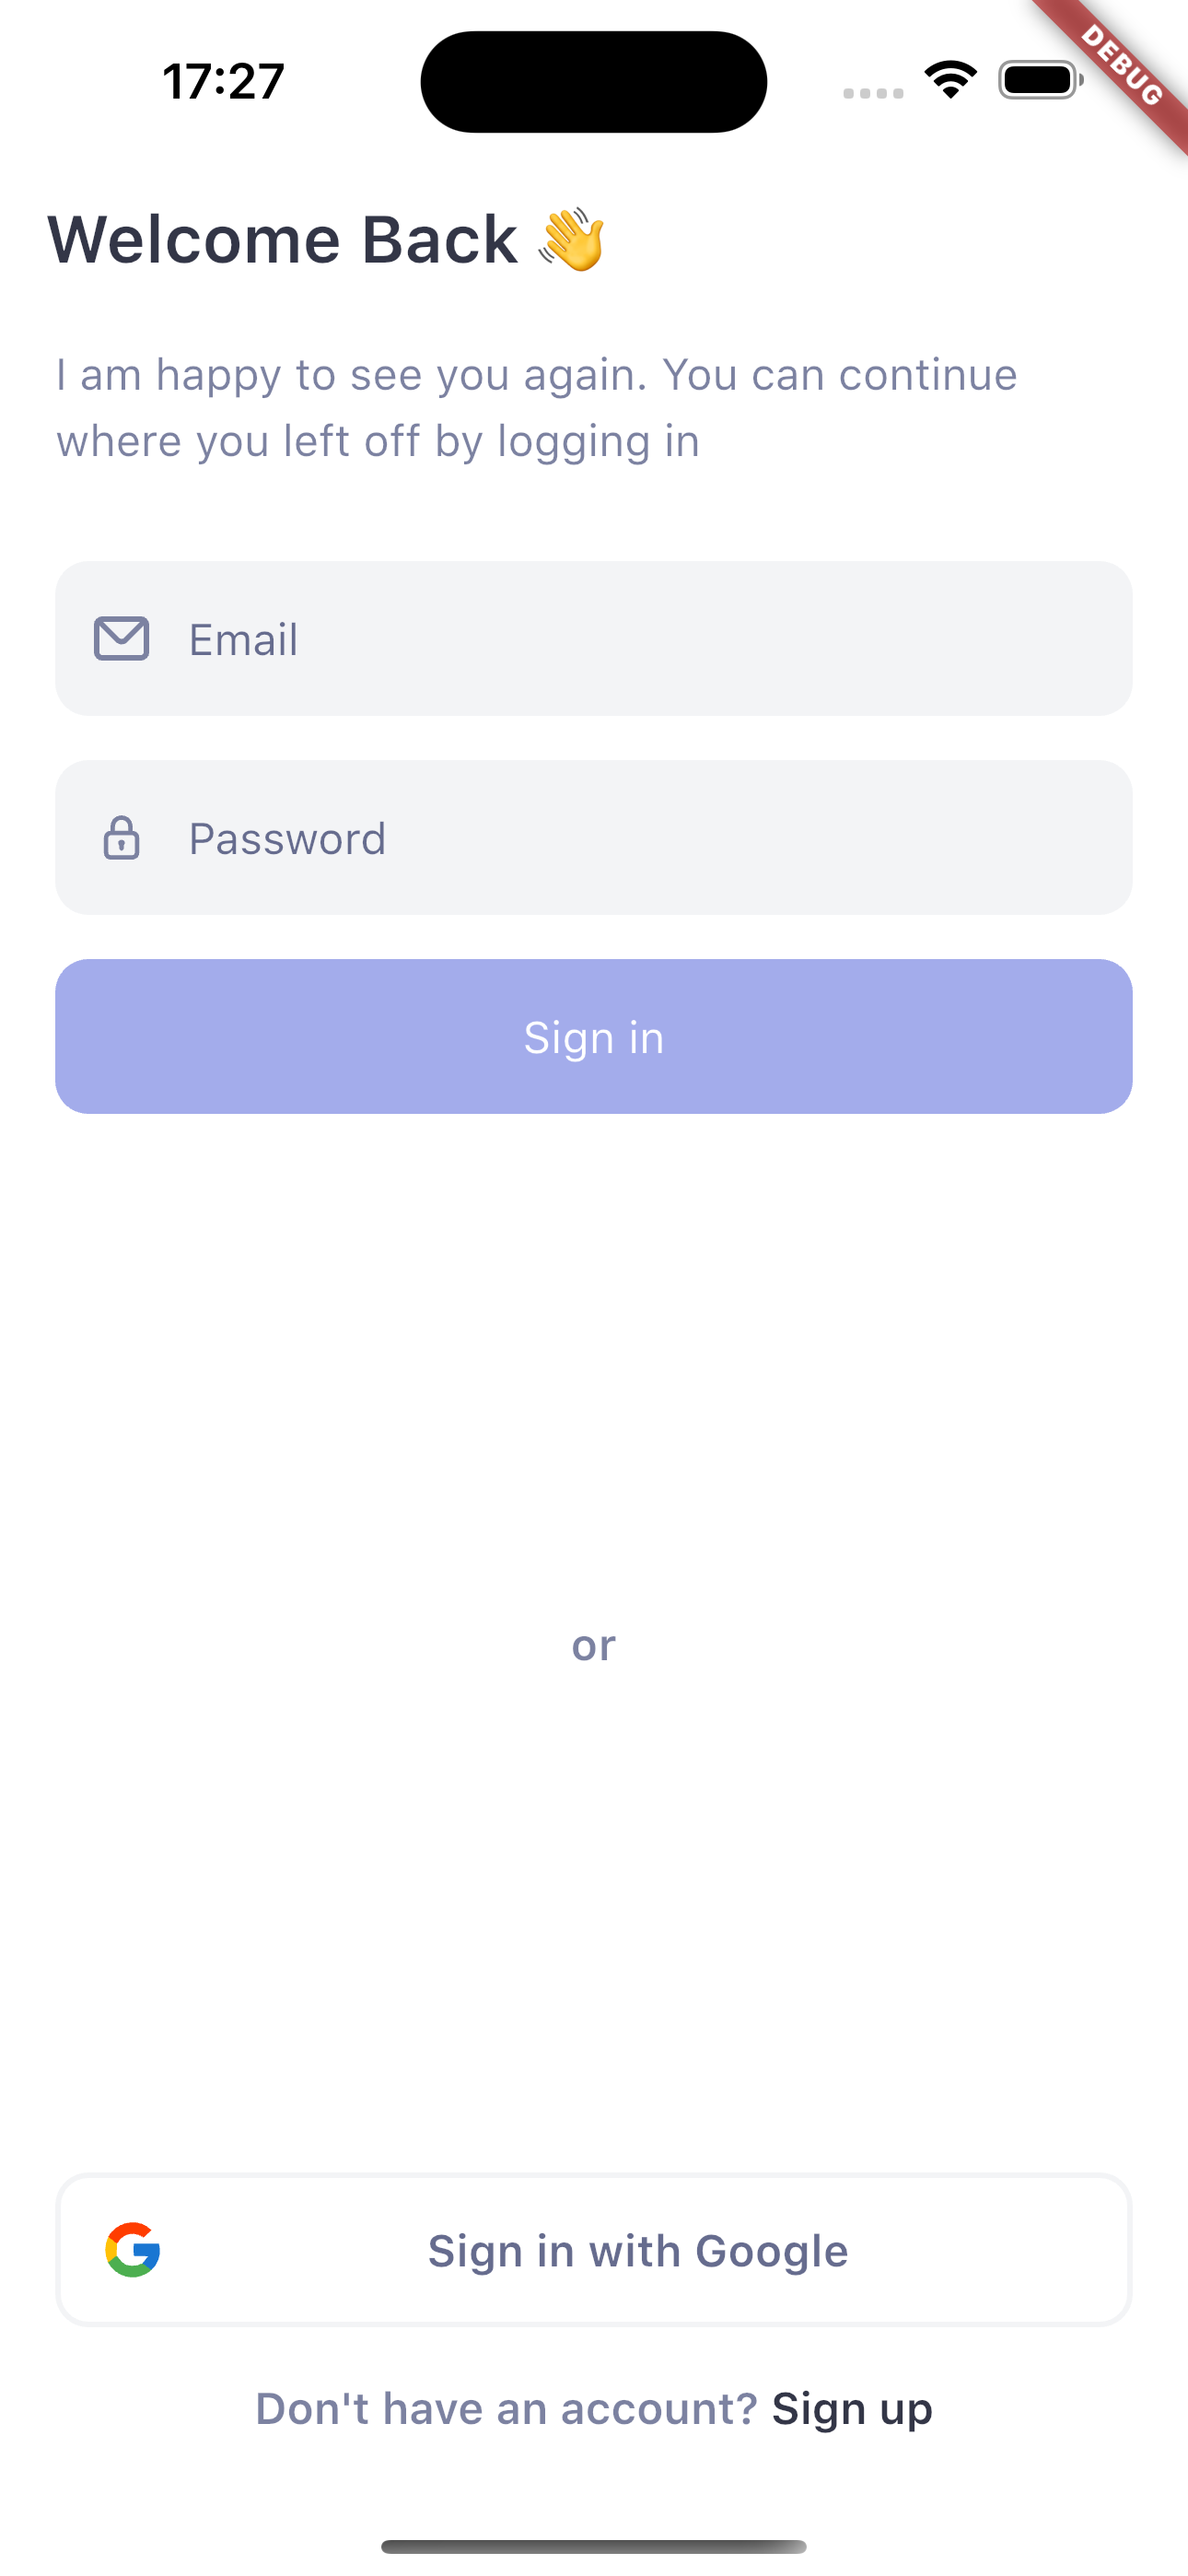 17:27
DEBUG
Welcome Back 👋
I am happy to see you again. You can continue
where you left off by logging in
Email
Password
Sign in
or
Sign in with Google
Don't have an account? Sign up